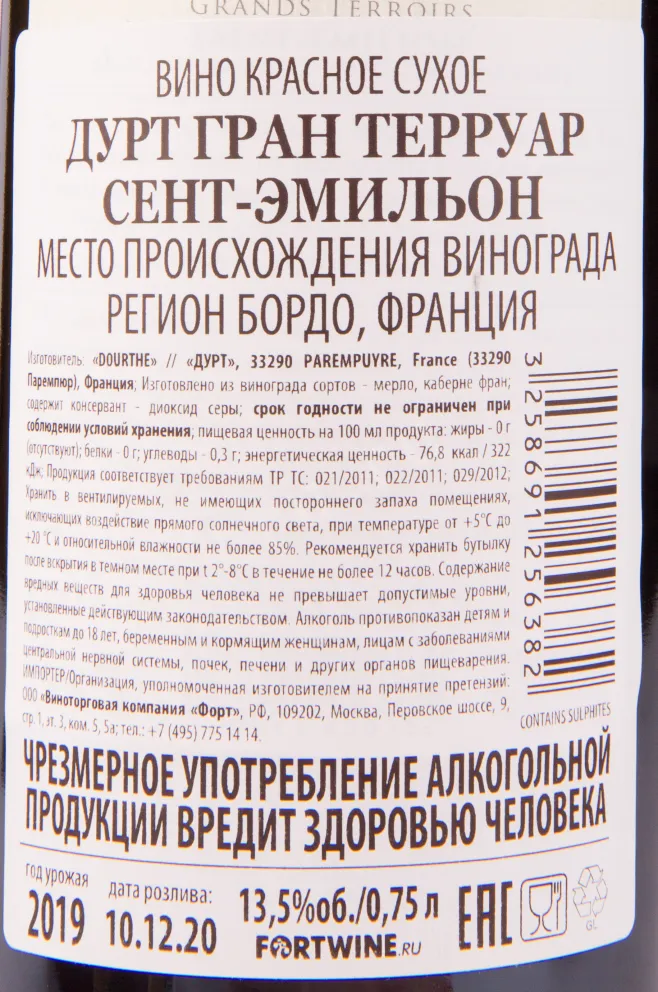 GRANDS TERROIRS
ВИНО КРАСНОЕ СУХОЕ
ДУРТ ГРАН ТЕРРУАР
СЕНТ-ЭМИЛЬОН
МЕСТО ПРОИСХОЖДЕНИЯ ВИНОГРАДА
РЕГИОН БОРДО, ФРАНЦИЯ
Изготовитель: «DOURTHE» // «ДУРТ», 33290 PAREMPUYRE, France (33290
Паремпюр), Франция; Изготовлено из винограда сортов - мерло, каберне фран;
содержит консервант - диоксид серы; срок годности не ограничен при
соблюдении условий хранения; пищевая ценность на 100 мл продукта: жиры - 0 г
(отсутствуют); белки - 0 г; углеводы - 0,3 г; энергетическая ценность - 76,8 ккал / 322
кДж; Продукция соответствует требованиям ТР ТС: 021/2011; 022/2011; 029/2012;
Хранить в вентилируемых, не имеющих постороннего запаха помещениях,
исключающих воздействие прямого солнечного света, при температуре от +5°С до
+20 °С и относительной влажности не более 85%. Рекомендуется хранить бутылку
после вскрытия в темном месте при t 2°-8°С в течение не более 12 часов. Содержание
вредных веществ для здоровья человека не превышает допустимые уровни,
установленные действующим законодательством. Алкоголь противопоказан детям и
подросткам до 18 лет, беременным и кормящим женщинам, лицам с заболеваниями
центральной нервной системы, почек, печени и других органов пищеварения.
ИМПОРТЕР/Организация, уполномоченная изготовителем на принятие претензий:
ООО «Виноторговая компания «Форт», РФ, 109202, Москва, Перовское шоссе, 9,
стр. 1, эт. 3, ком. 5, 5а; тел.: +7 (495) 775 14 14.
3 258691 256382
CONTAINS SULPHITES
ЧРЕЗМЕРНОЕ УПОТРЕБЛЕНИЕ АЛКОГОЛЬНОЙ
ПРОДУКЦИИ ВРЕДИТ ЗДОРОВЬЮ ЧЕЛОВЕКА
год урожая
2019
дата розлива:
10.12.20
13,5%об./0,75 л
FORTWINE.RU
ЕАС
GL